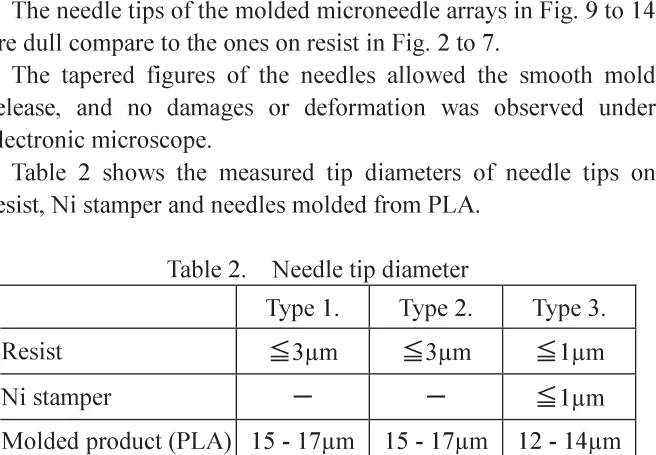 The needle tips of the molded microneedle arrays in Fig. 9 to 14
re dull compare to the ones on resist in Fig. 2 to 7.
The tapered figures of the needles allowed the smooth mold
elease, and no damages or deformation was observed under
lectronic microscope.
Table 2 shows the measured tip diameters of needle tips on
esist, Ni stamper and needles molded from PLA.
Table 2. Needle tip diameter
Type 1. Type 2. Type 3.
Resist ≦3μm ≦3μm ≦1μm
Ni stamper － － ≦1μm
Molded product (PLA) 15 - 17μm 15 - 17μm 12 - 14μm